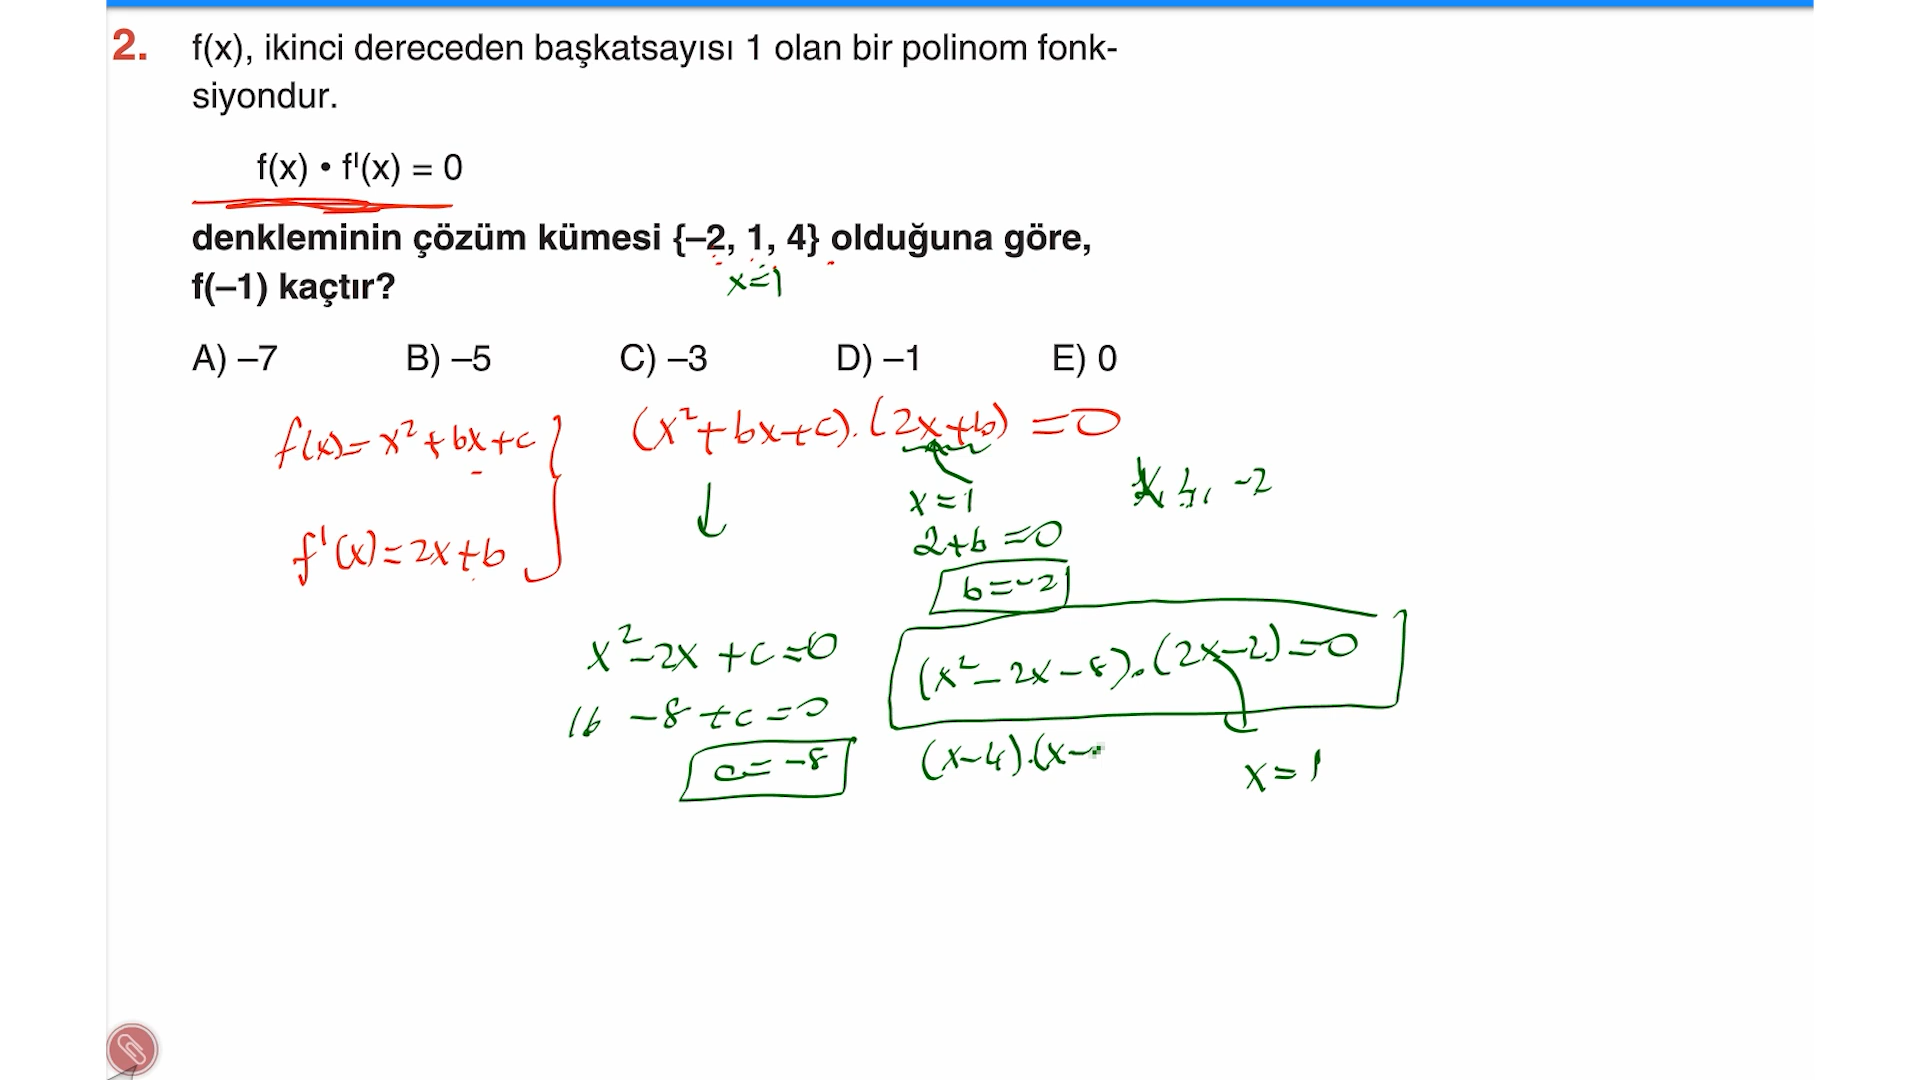 2. f(x), ikinci dereceden başkatsayısı 1 olan bir polinom fonk-
siyondur.
f(x) • f'(x) = 0
denkleminin çözüm kümesi {–2, 1, 4} olduğuna göre,
x=1
f(–1) kaçtır?
A) –7 B) –5 C) –3 D) –1 E) 0
f(x)=x²+bx+c
f'(x)=2x+b
(x²+bx+c).(2x+b)=0
x=1
2+b=0
b=-2
4, -2
x²-2x+c=0
16-8+c=0
c=-8
(x²-2x-8).(2x-2)=0
(x-4).(x-
x=1